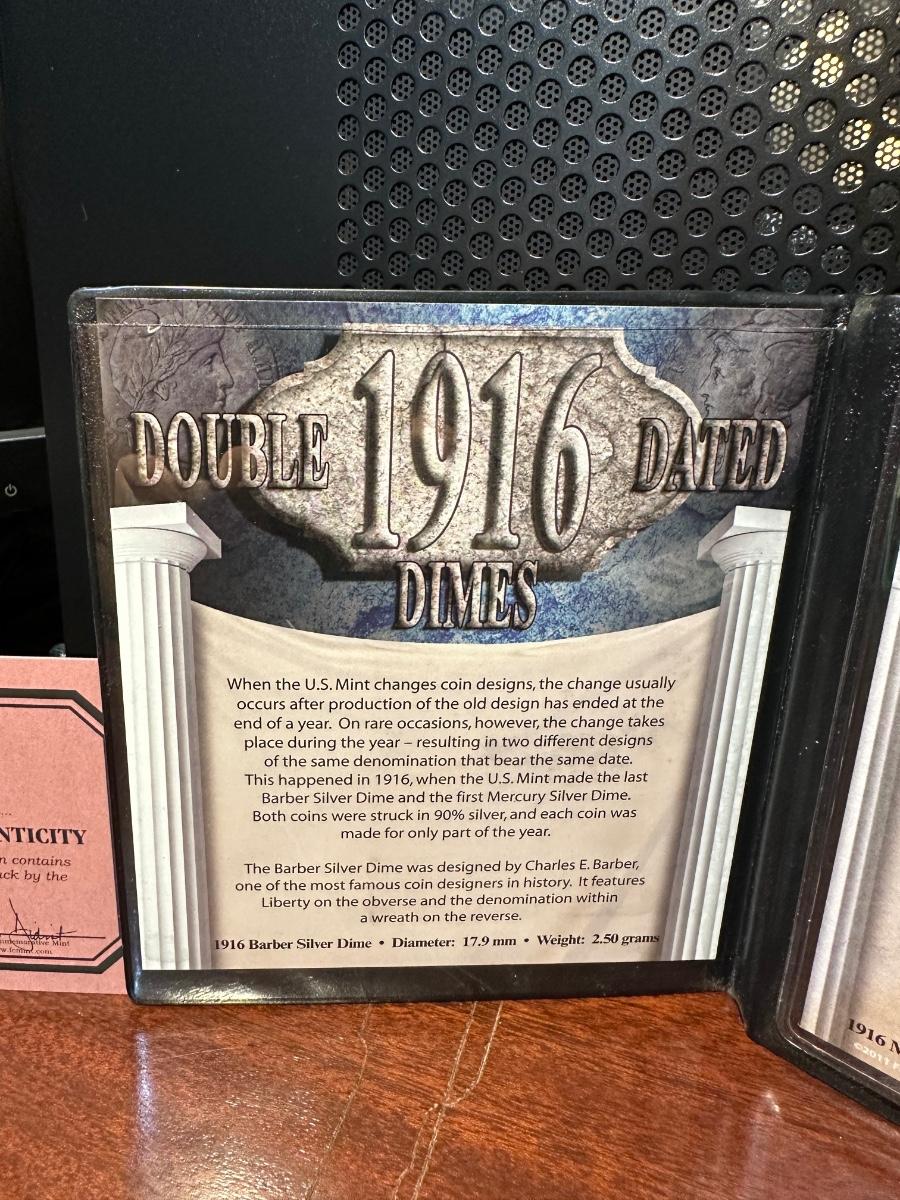 DOUBLE 1916 DATED
DIMES
When the U.S. Mint changes coin designs, the change usually
occurs after production of the old design has ended at the
end of a year. On rare occasions, however, the change takes
place during the year – resulting in two different designs
of the same denomination that bear the same date.
This happened in 1916, when the U.S. Mint made the last
Barber Silver Dime and the first Mercury Silver Dime.
Both coins were struck in 90% silver, and each coin was
made for only part of the year.
The Barber Silver Dime was designed by Charles E. Barber,
one of the most famous coin designers in history. It features
Liberty on the obverse and the denomination within
a wreath on the reverse.
1916 Barber Silver Dime • Diameter: 17.9 mm • Weight: 2.50 grams
NTICITY
n contains
ck by the
Mint
1916 M